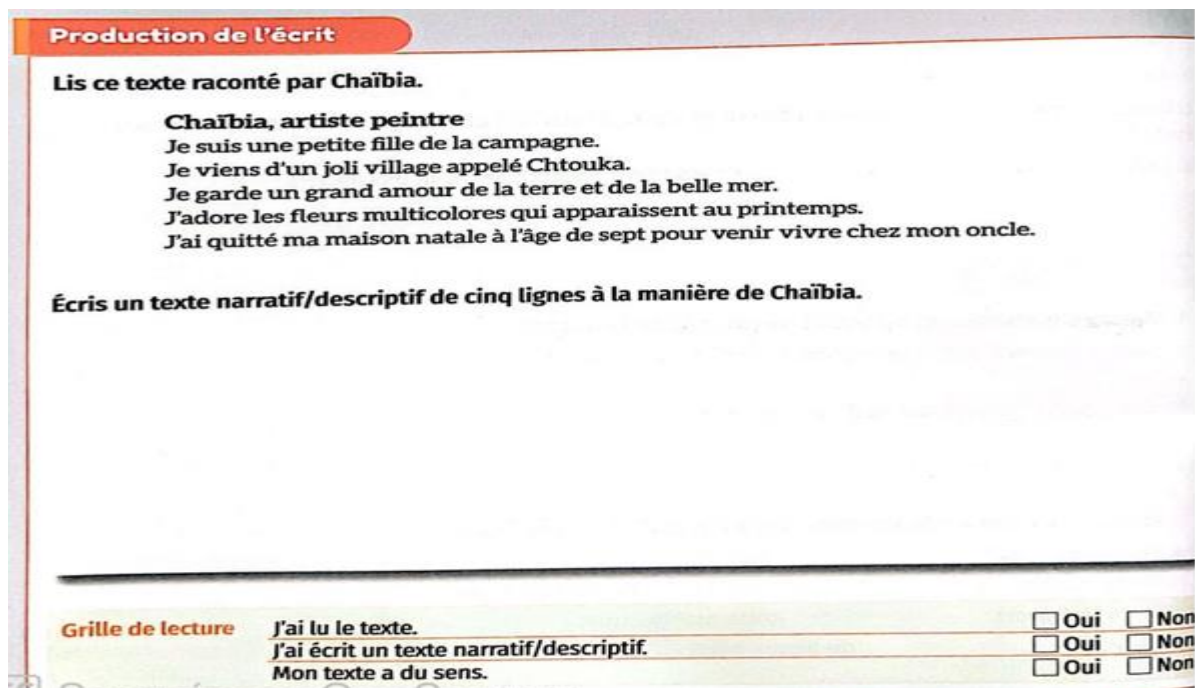 Production de l'écrit
Lis ce texte raconté par Chaïbia.
Chaïbia, artiste peintre
Je suis une petite fille de la campagne.
Je viens d'un joli village appelé Chtouka.
Je garde un grand amour de la terre et de la belle mer.
J'adore les fleurs multicolores qui apparaissent au printemps.
J'ai quitté ma maison natale à l'âge de sept pour venir vivre chez mon oncle.
Écris un texte narratif/descriptif de cinq lignes à la manière de Chaïbia.
Grille de lecture J'ai lu le texte. Oui Non
J'ai écrit un texte narratif/descriptif. Oui Non
Mon texte a du sens. Oui Non